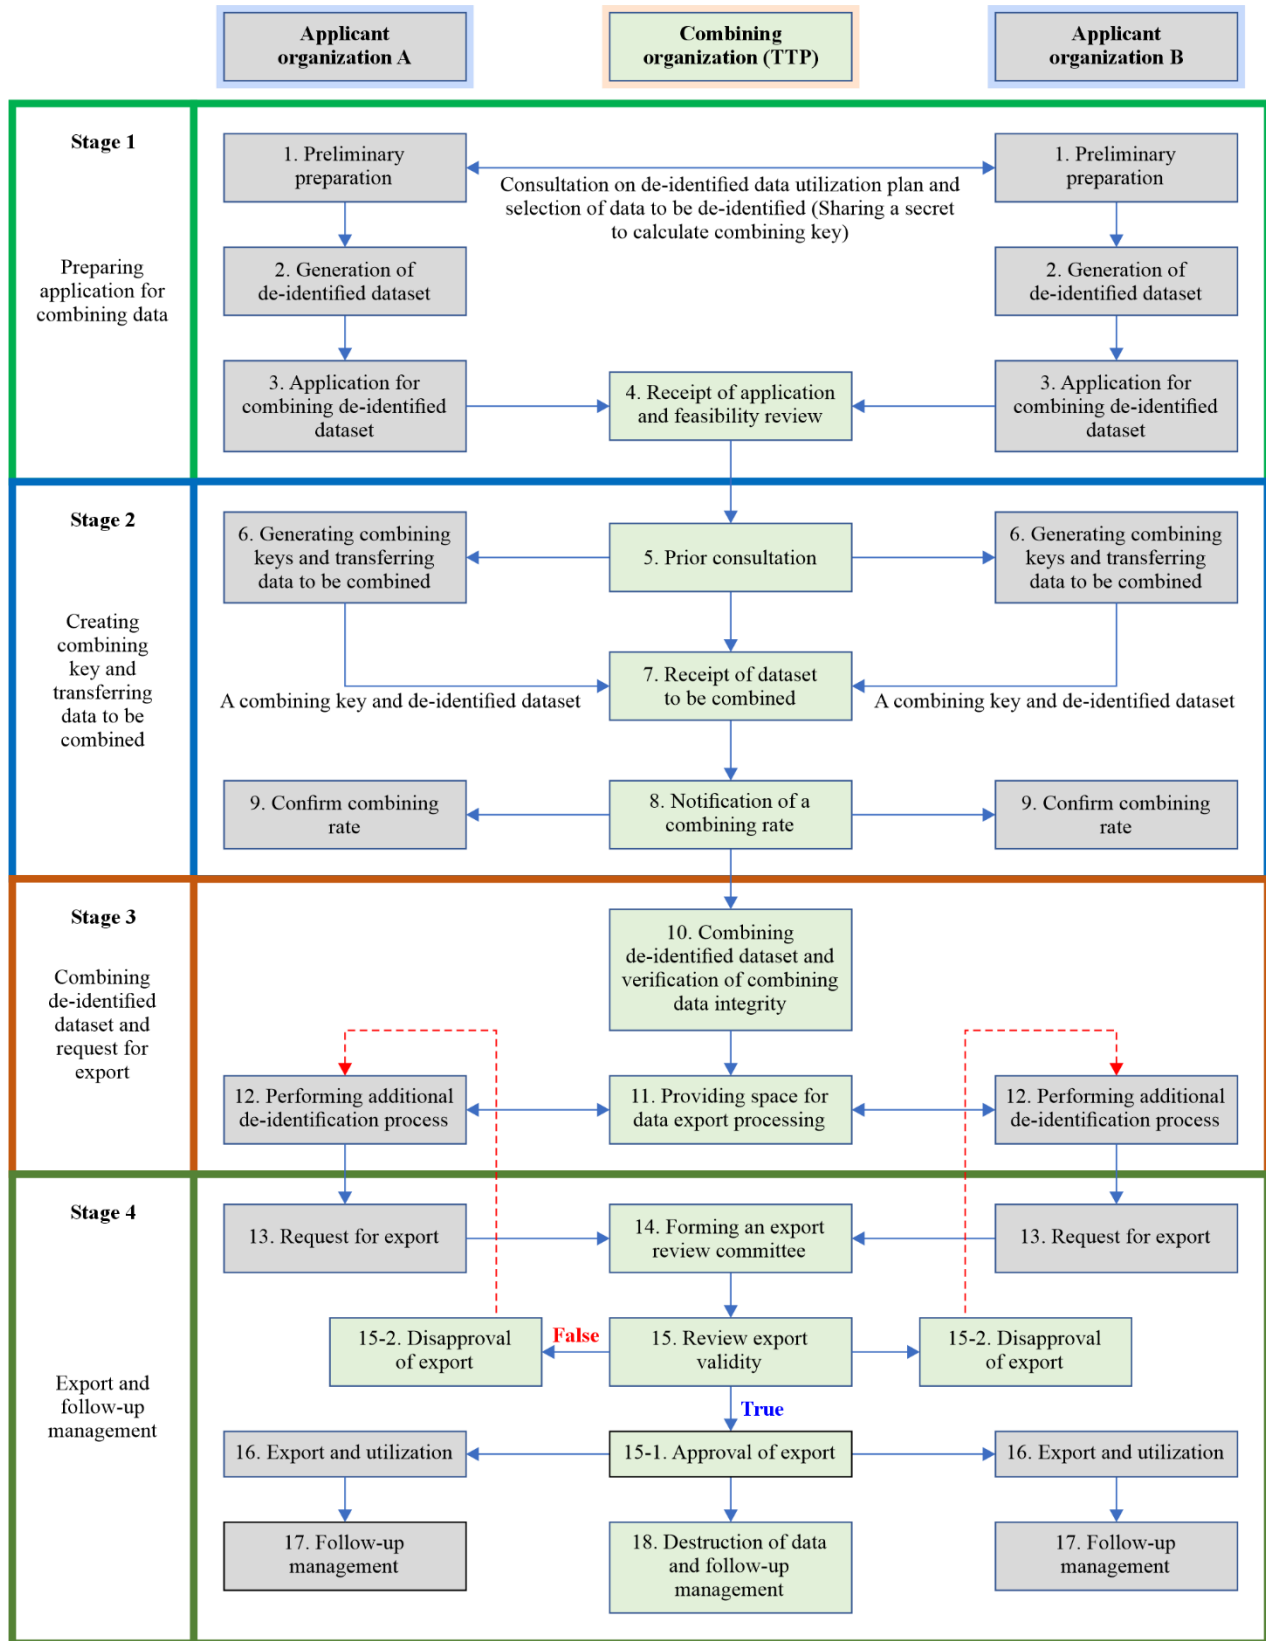 Applicant
organization A
Combining
organization (TTP)
Applicant
organization B
Stage 1
Preparing
application for
combining data
1. Preliminary
preparation
Consultation on de-identified data utilization plan and
selection of data to be de-identified (Sharing a secret
to calculate combining key)
1. Preliminary
preparation
2. Generation of
de-identified dataset
2. Generation of
de-identified dataset
3. Application for
combining de-identified
dataset
4. Receipt of application
and feasibility review
3. Application for
combining de-identified
dataset
Stage 2
Creating
combining
key and
transferring
data to be
combined
6. Generating combining
keys and transferring
data to be combined
5. Prior consultation
6. Generating combining
keys and transferring
data to be combined
7. Receipt of dataset
to be combined
A combining key and de-identified dataset
A combining key and de-identified dataset
9. Confirm combining
rate
8. Notification of a
combining rate
9. Confirm combining
rate
Stage 3
Combining
de-identified
dataset and
request for
export
10. Combining
de-identified dataset and
verification of combining
data integrity
12. Performing additional
de-identification process
11. Providing space for
data export processing
12. Performing additional
de-identification process
Stage 4
Export and
follow-up
management
13. Request for export
14. Forming an export
review committee
13. Request for export
15-2. Disapproval
of export
False
15. Review export
validity
15-2. Disapproval
of export
True
16. Export and utilization
15-1. Approval of export
16. Export and utilization
17. Follow-up
management
18. Destruction of data
and follow-up
management
17. Follow-up
management